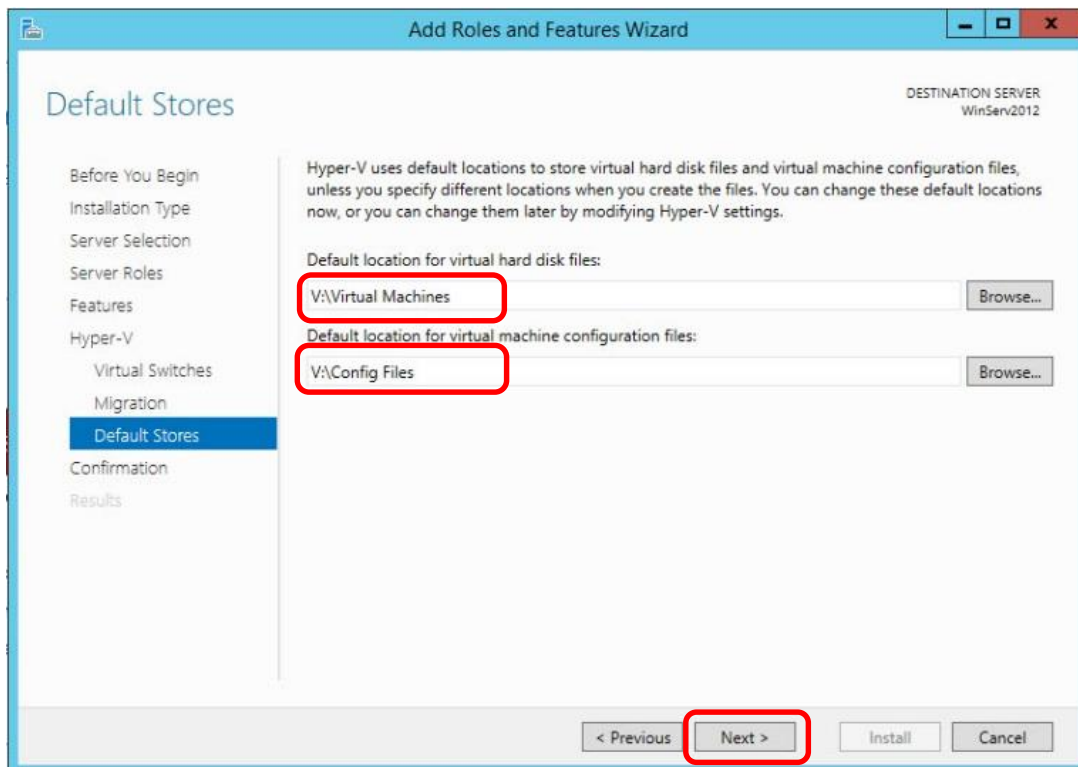 Add Roles and Features Wizard
Default Stores
DESTINATION SERVER
WinServ2012
Before You Begin
Installation Type
Server Selection
Server Roles
Features
Hyper-V
Virtual Switches
Migration
Default Stores
Confirmation
Results
Hyper-V uses default locations to store virtual hard disk files and virtual machine configuration files,
unless you specify different locations when you create the files. You can change these default locations
now, or you can change them later by modifying Hyper-V settings.
Default location for virtual hard disk files:
V:\Virtual Machines
Browse...
Default location for virtual machine configuration files:
V:\Config Files
Browse...
< Previous
Next >
Install
Cancel